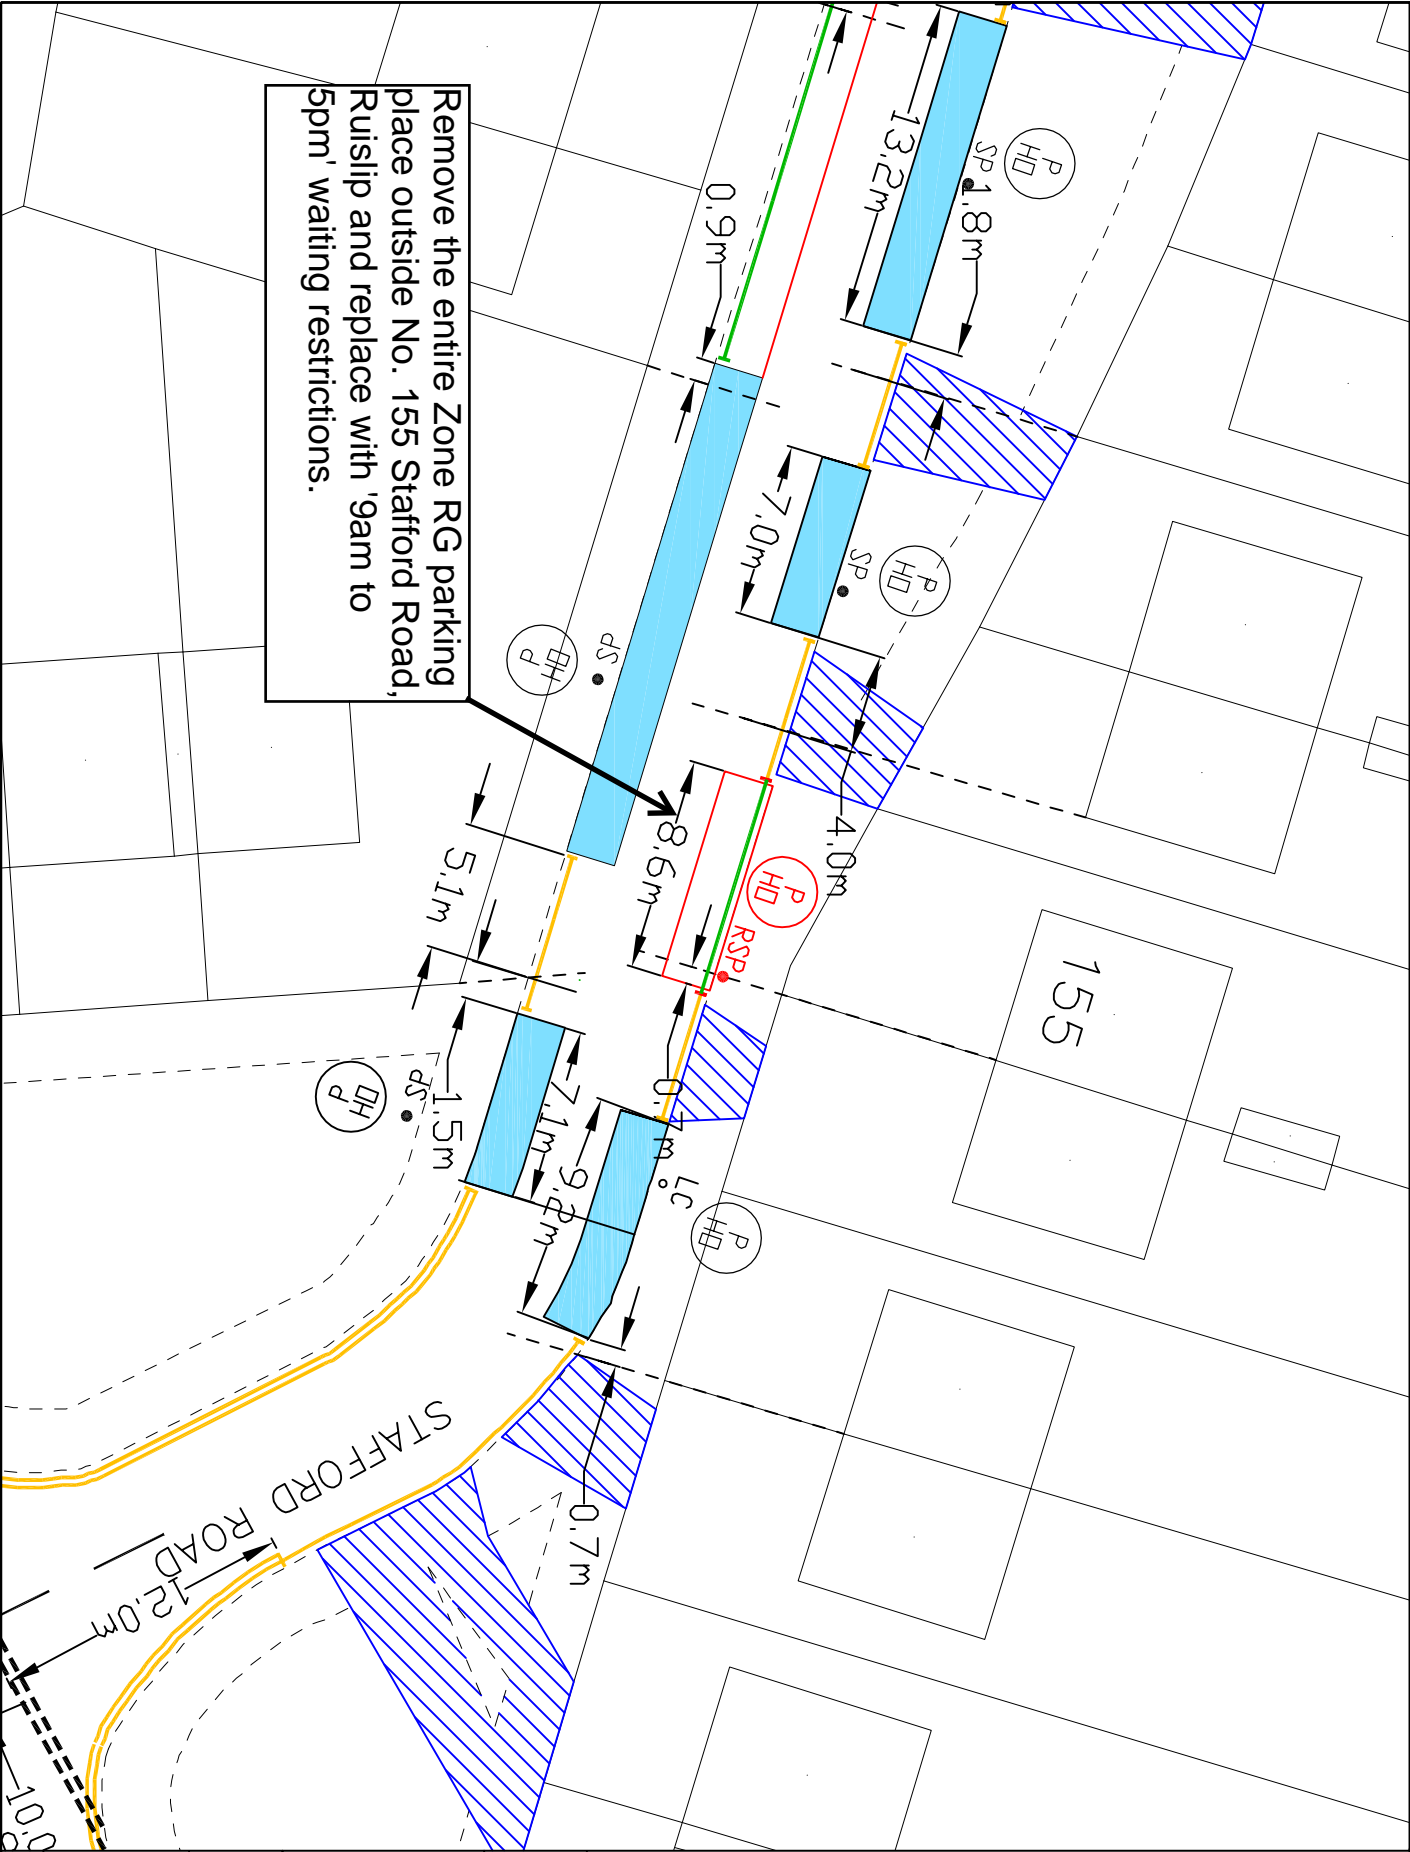 Remove the entire Zone RG parking
place outside No. 155 Stafford Road,
Ruislip and replace with '9am to
5pm' waiting restrictions.
13.2m
SP
1.8m
P
HD
0.9m
7.0m
SP
P
HD
SP
P
HD
4.0m
8.6m
P
HD
RSP
155
5.1m
1.5m
7.1m
SP
P
HD
9.2m
LC
P
HD
0.7m
STAFFORD ROAD
12.0m